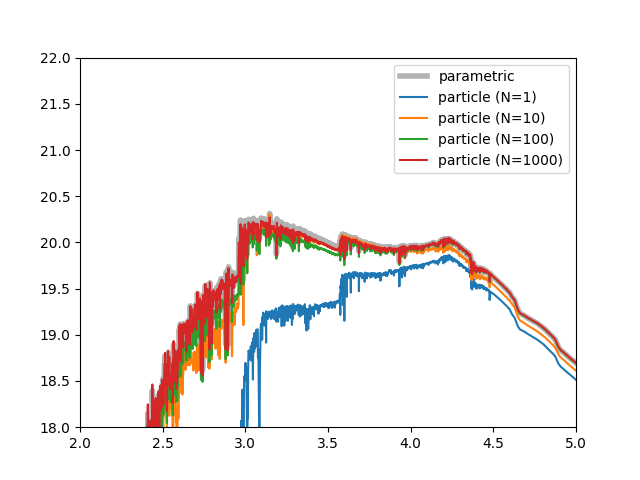 22.0
21.5
21.0
20.5
20.0
19.5
19.0
18.5
18.0
2.0 2.5 3.0 3.5 4.0 4.5 5.0
parametric
particle (N=1)
particle (N=10)
particle (N=100)
particle (N=1000)